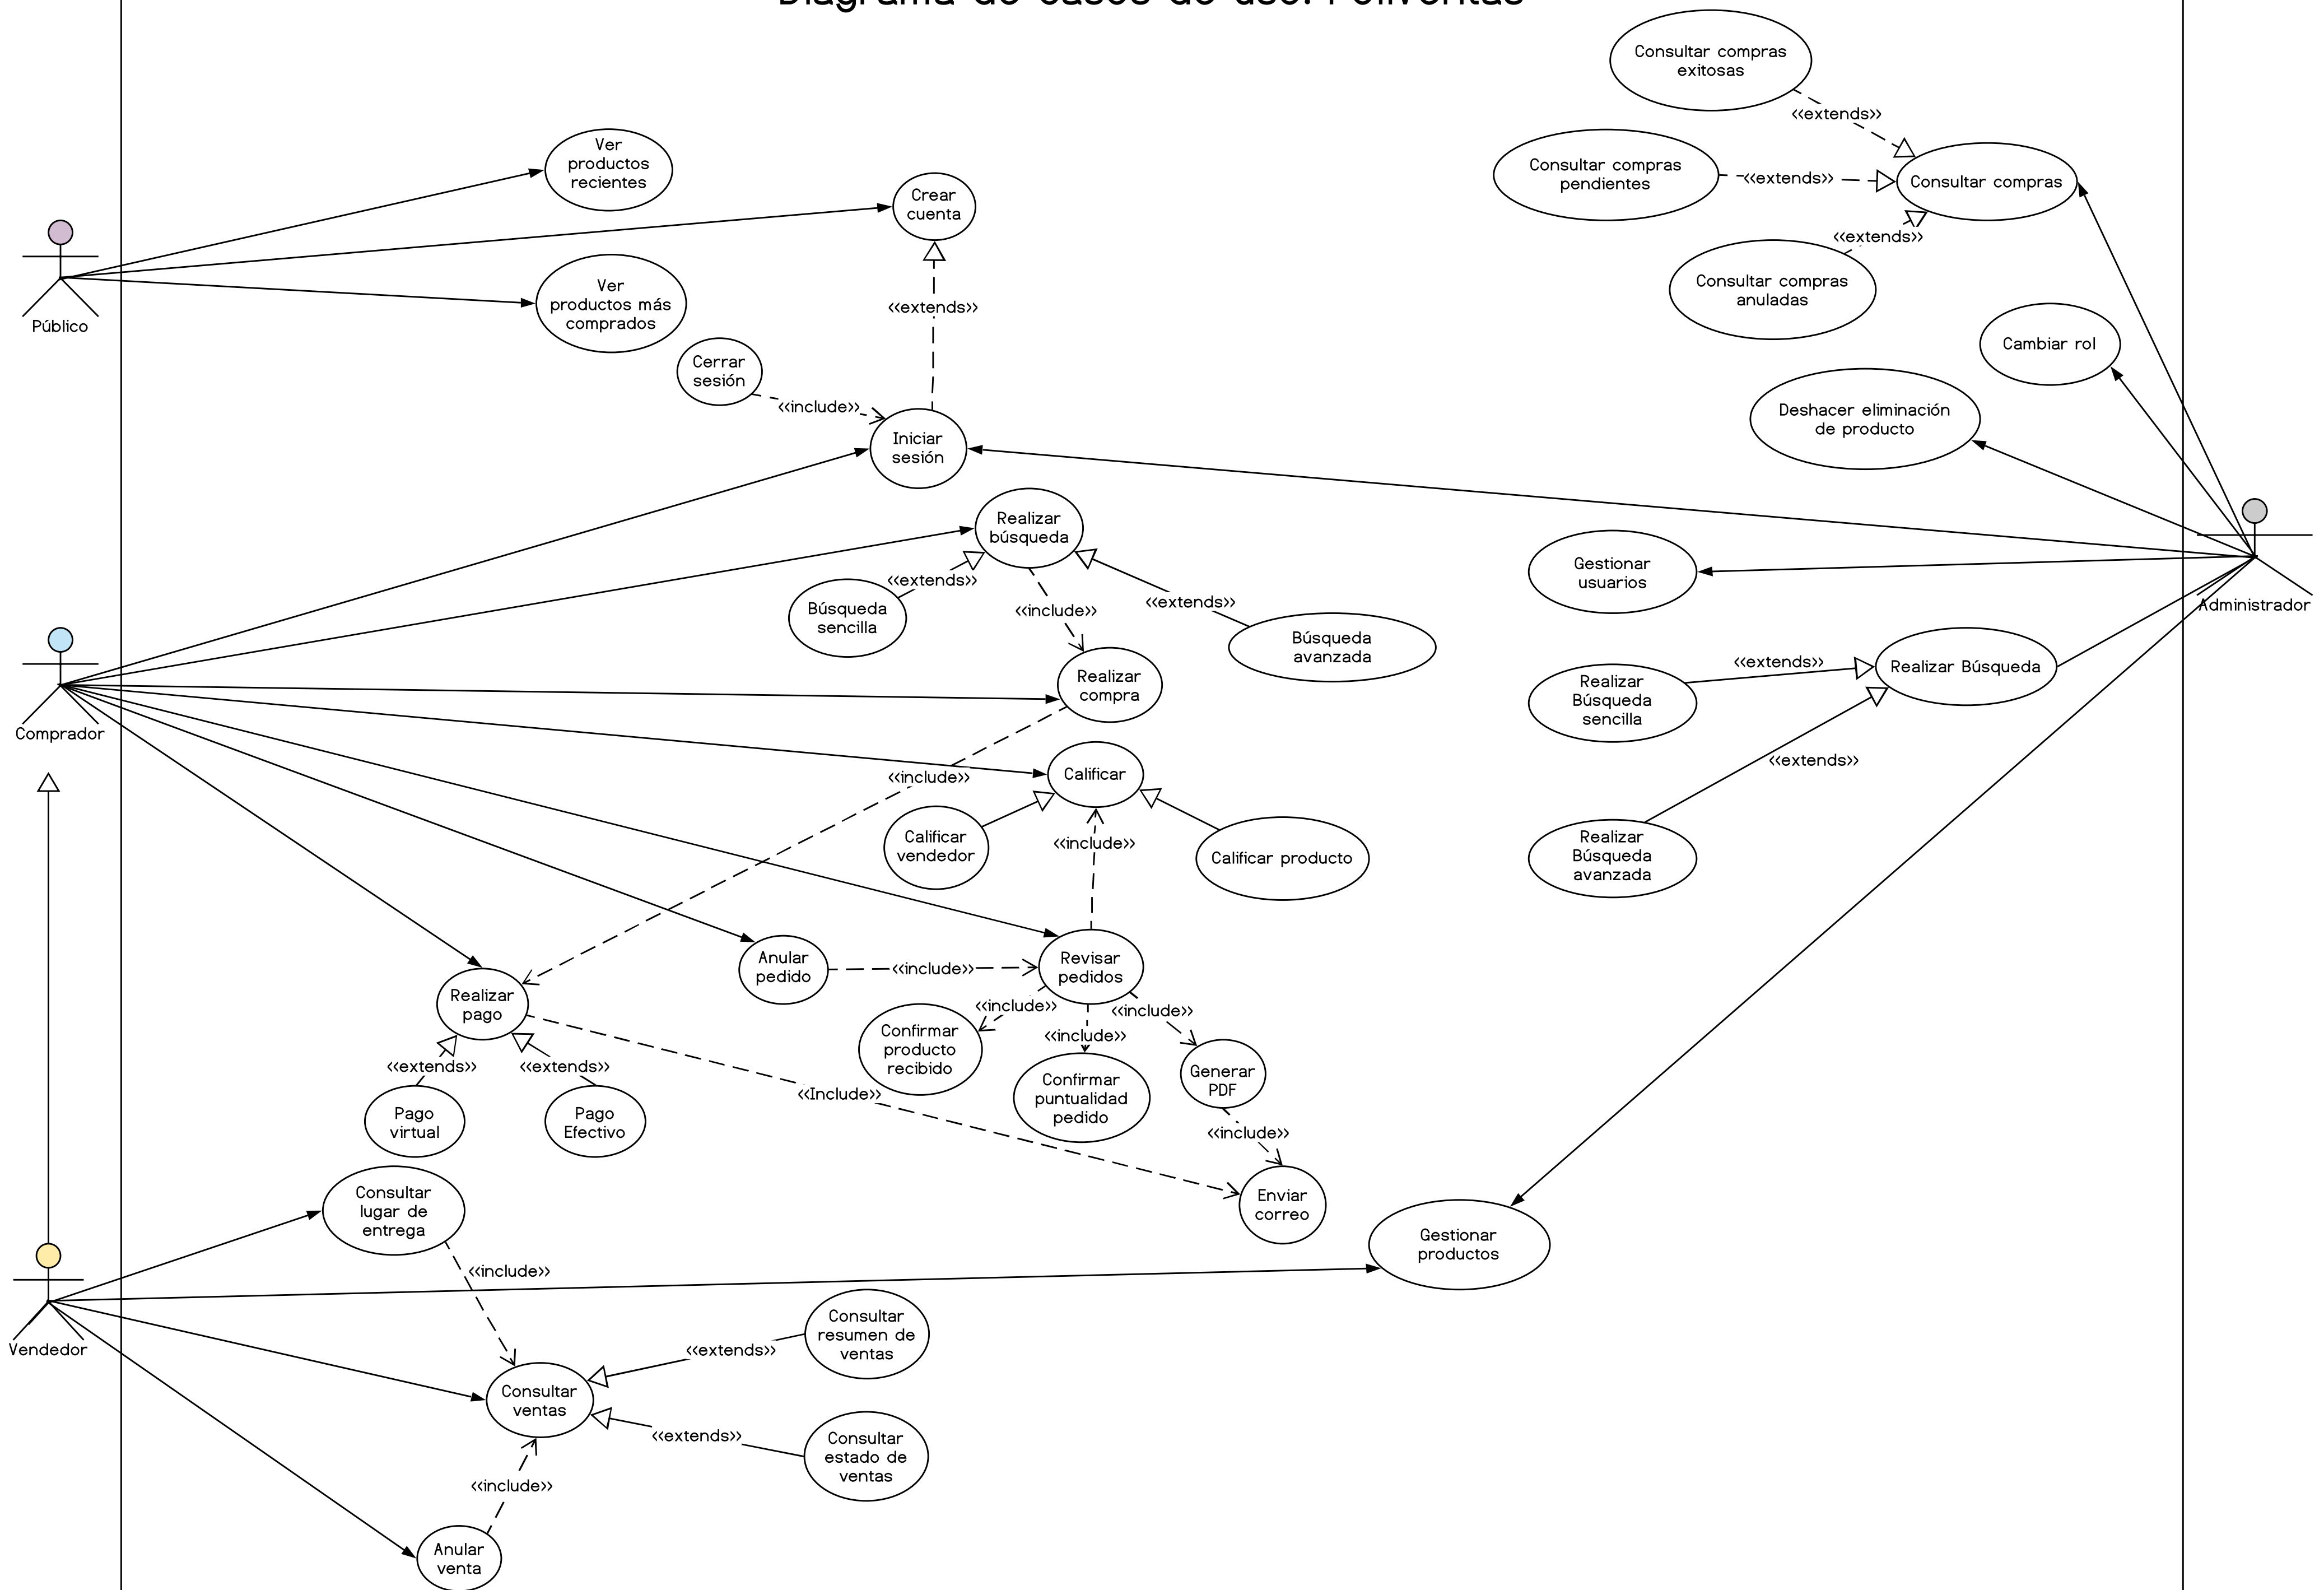 Diagrama de casos de uso: Poliventas
Consultar compras
exitosas
<<extends>>
Ver
productos
recientes
Consultar compras
pendientes
<<extends>>
Consultar compras
Crear
cuenta
<<extends>>
Consultar compras
anuladas
Ver
productos más
comprados
<<extends>>
Público
Cambiar rol
Cerrar
sesión
<<include>>
Deshacer eliminación
de producto
Iniciar
sesión
Realizar
búsqueda
<<extends>>
Gestionar
usuarios
Búsqueda
sencilla
<<include>>
<<extends>>
Administrador
Búsqueda
avanzada
<<extends>>
Realizar Búsqueda
Realizar
compra
Realizar
Búsqueda
sencilla
Comprador
<<include>>
Calificar
<<extends>>
Calificar
vendedor
<<include>>
Calificar producto
Realizar
Búsqueda
avanzada
Anular
pedido
<<include>>
Revisar
pedidos
Realizar
pago
<<include>>
<<include>>
<<include>>
Confirmar
producto
recibido
<<extends>>
<<extends>>
Generar
PDF
Confirmar
puntualidad
pedido
<<Include>>
Pago
virtual
Pago
Efectivo
<<include>>
Consultar
lugar de
entrega
Enviar
correo
Gestionar
productos
<<include>>
Consultar
resumen de
ventas
<<extends>>
Vendedor
Consultar
ventas
<<extends>>
Consultar
estado de
ventas
<<include>>
Anular
venta